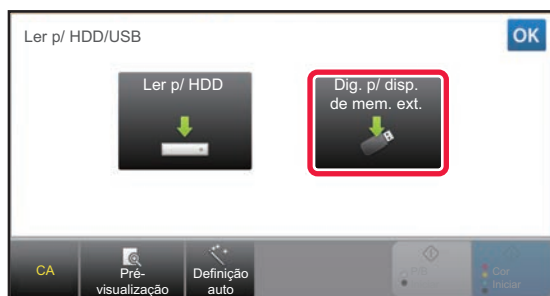 Ler p/ HDD/USB
OK
Ler p/ HDD
Dig. p/ disp.
de mem. ext.
CA
Pré-
visualização
Definição
auto
Cor
Iniciar